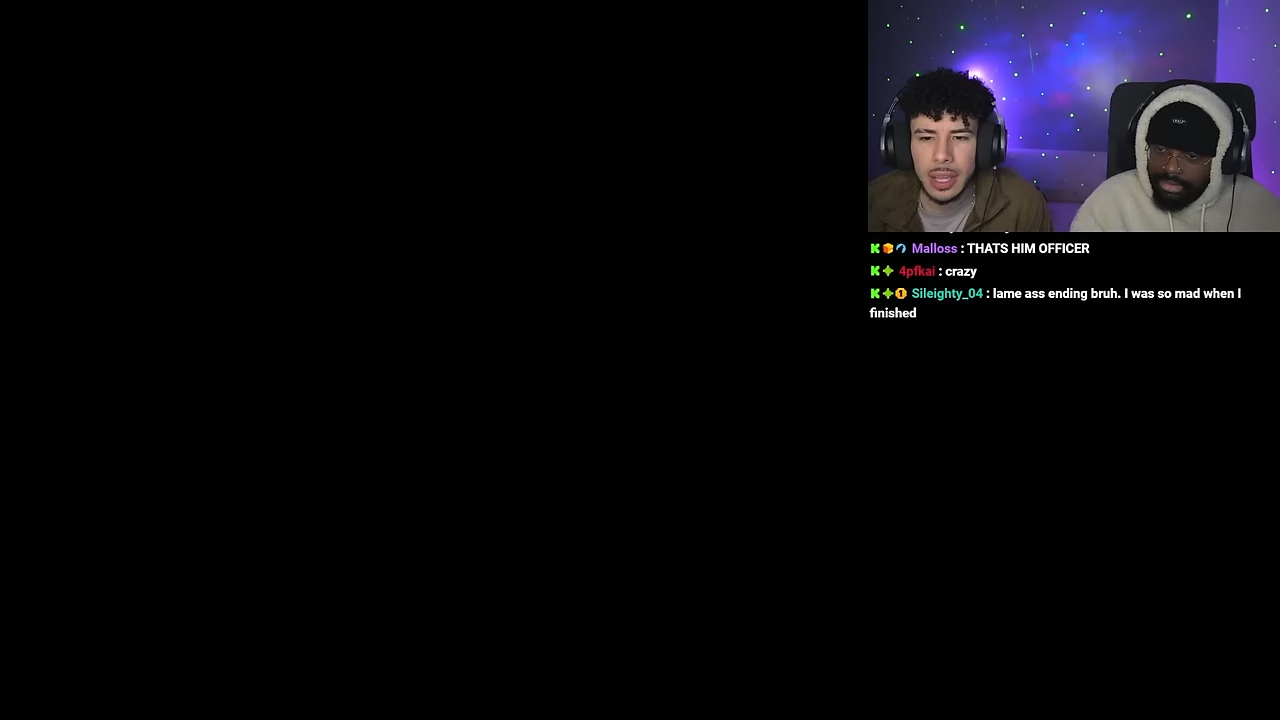 Malloss : THATS HIM OFFICER
4pfkai : crazy
Sileighty_04 : lame ass ending bruh. I was so mad when I
finished